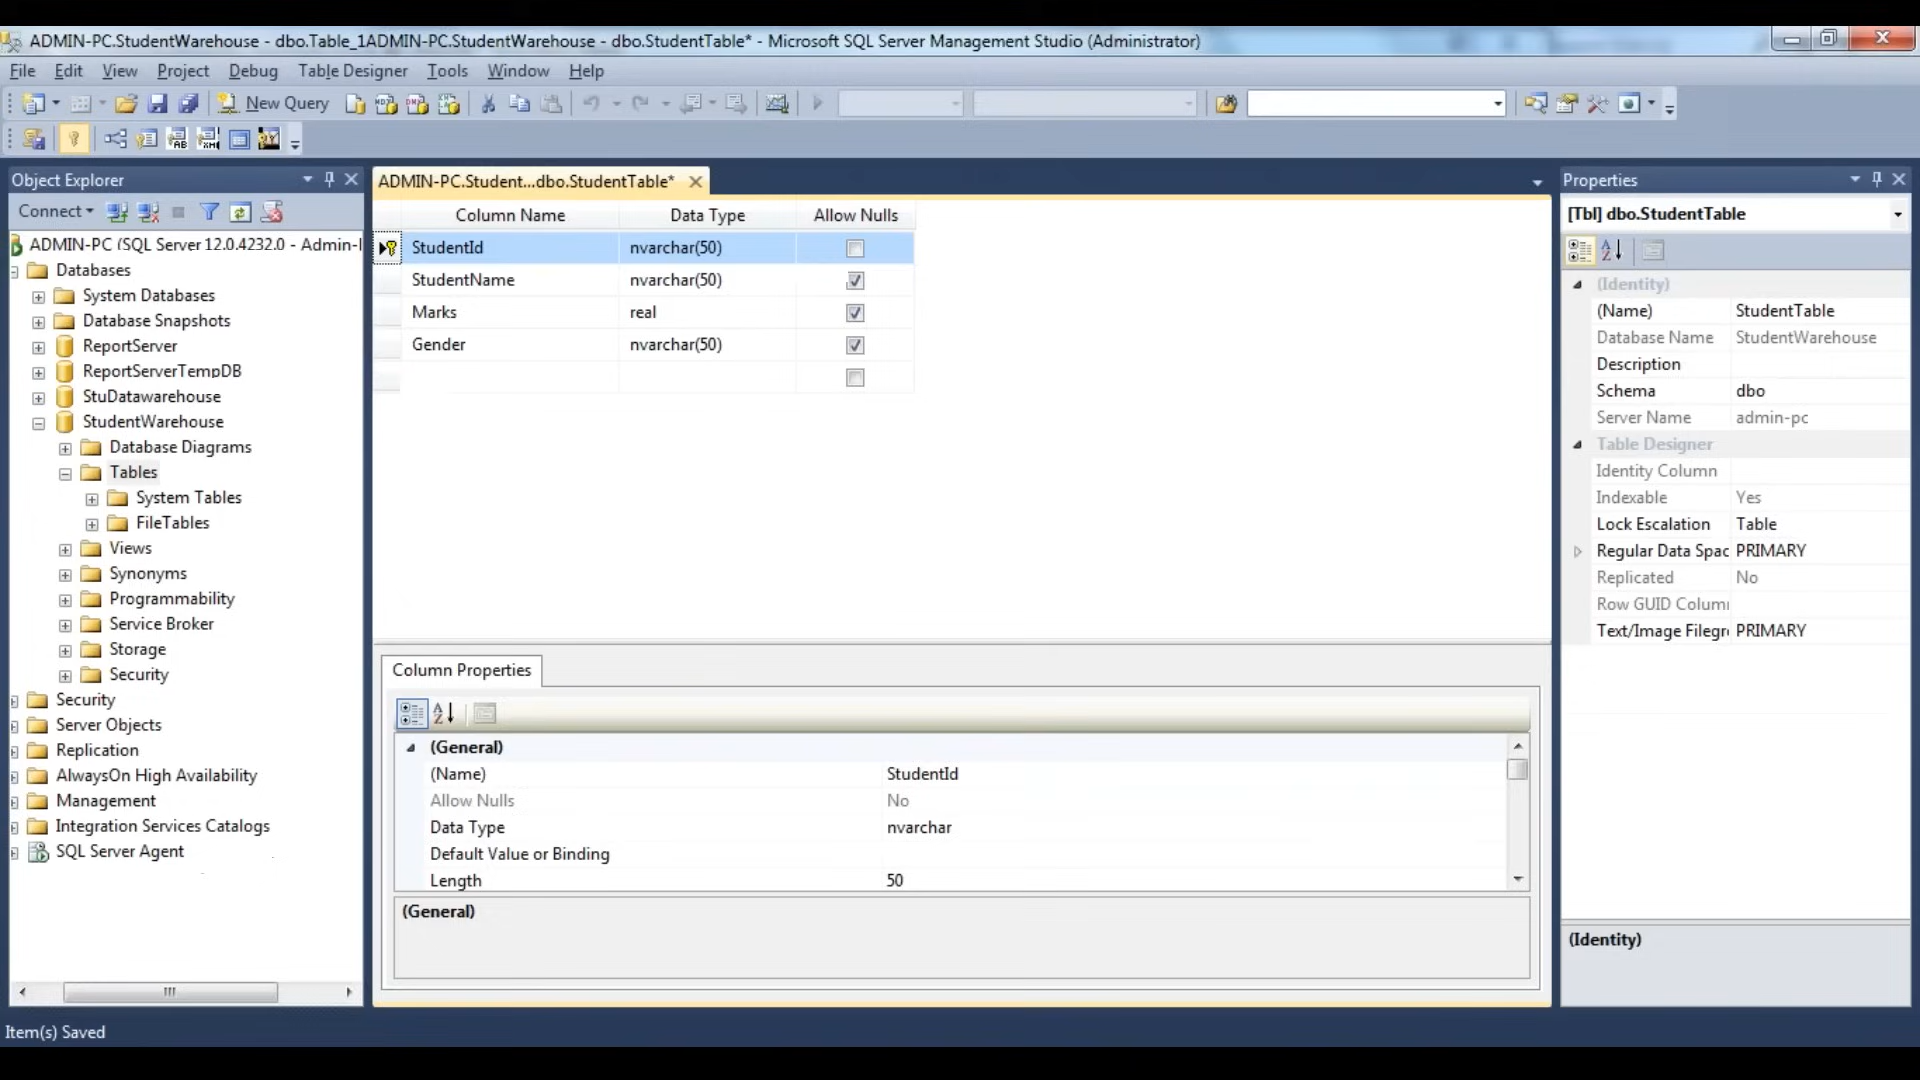 ADMIN-PC.StudentWarehouse - dbo.Table_1ADMIN-PC.StudentWarehouse - dbo.StudentTable* - Microsoft SQL Server Management Studio (Administrator)
File Edit View Project Debug Table Designer Tools Window Help
New Query
Object Explorer
Connect
ADMIN-PC (SQL Server 12.0.4232.0 - Admin-
Databases
System Databases
Database Snapshots
ReportServer
ReportServerTempDB
StuDatawarehouse
StudentWarehouse
Database Diagrams
Tables
System Tables
FileTables
Views
Synonyms
Programmability
Service Broker
Storage
Security
Security
Server Objects
Replication
AlwaysOn High Availability
Management
Integration Services Catalogs
SQL Server Agent
ADMIN-PC.Student...dbo.StudentTable*
Column Name Data Type Allow Nulls
StudentId nvarchar(50)
StudentName nvarchar(50)
Marks real
Gender nvarchar(50)
Column Properties
(General)
(Name) StudentId
Allow Nulls No
Data Type nvarchar
Default Value or Binding
Length 50
(General)
Properties
[Tbl] dbo.StudentTable
(Identity)
(Name) StudentTable
Database Name StudentWarehouse
Description
Schema dbo
Server Name admin-pc
Table Designer
Identity Column
Indexable Yes
Lock Escalation Table
Regular Data Spac PRIMARY
Replicated No
Row GUID Colum
Text/Image Filegr PRIMARY
(Identity)
Item(s) Saved